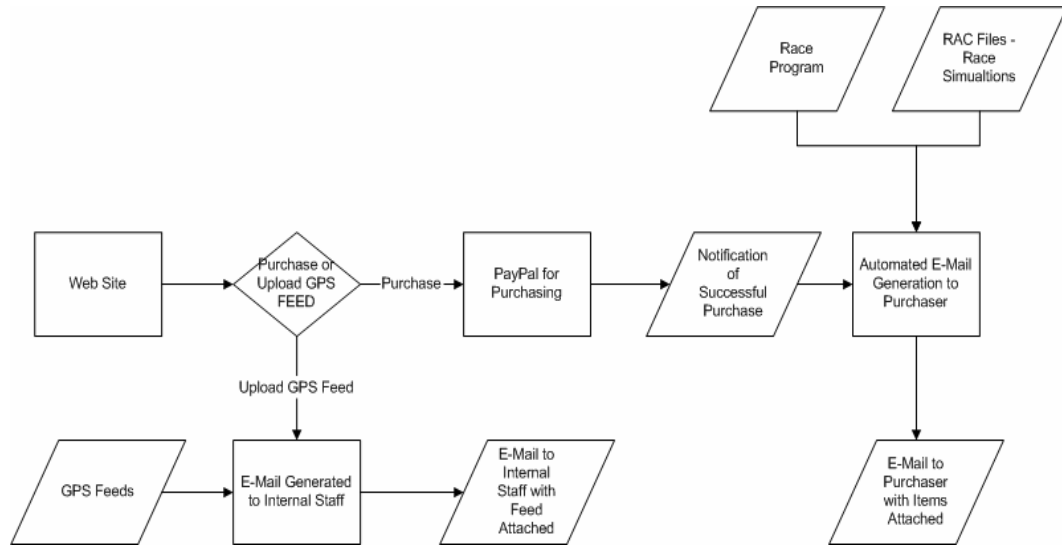 Race
Program
RAC Files -
Race
Simualtions
Web Site
Purchase or
Upload GPS
FEED
Purchase
PayPal for
Purchasing
Notification
of
Successful
Purchase
Automated E-Mail
Generation to
Purchaser
Upload GPS Feed
GPS Feeds
E-Mail Generated
to Internal Staff
E-Mail to
Internal
Staff with
Feed
Attached
E-Mail to
Purchaser
with Items
Attached